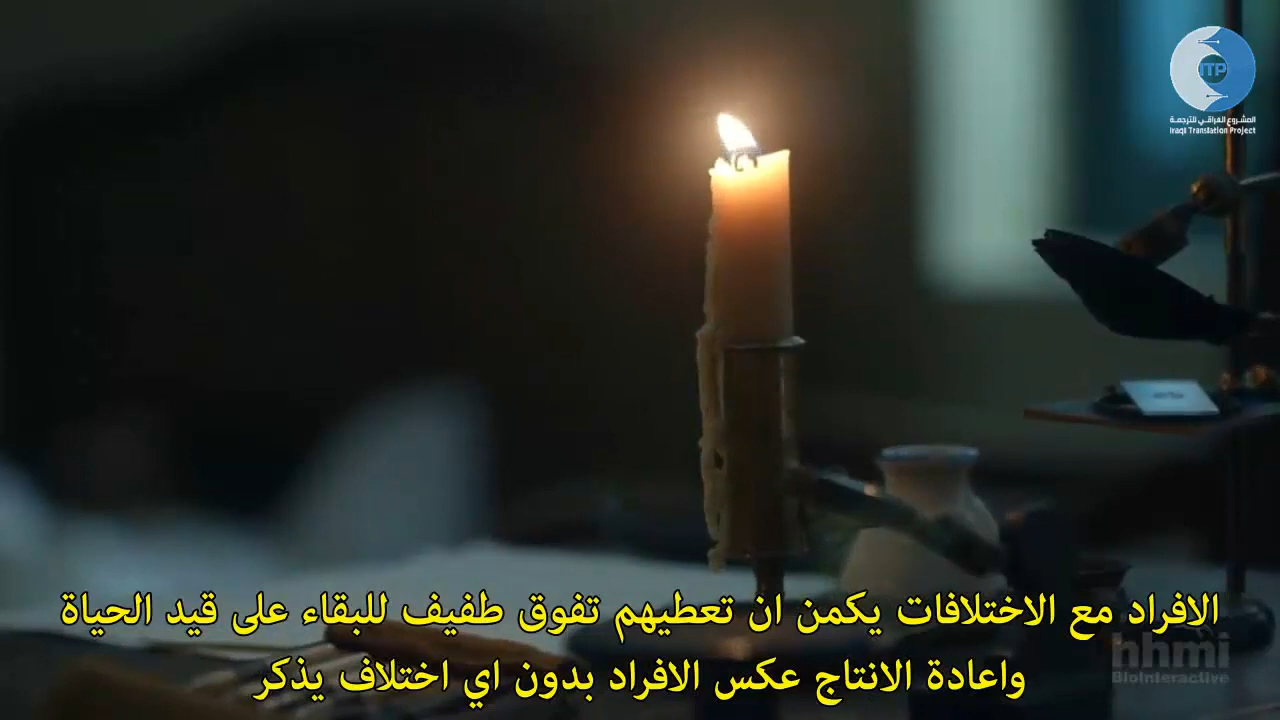 ITP
المشروع العراقي للترجمة
Iraqi Translation Project
الافراد مع الاختلافات يكمن ان تعطيهم تفوق طفيف للبقاء على قيد الحياة
واعادة الانتاج عكس الافراد بدون اي اختلاف يذكر
hhmi
BioInteractive